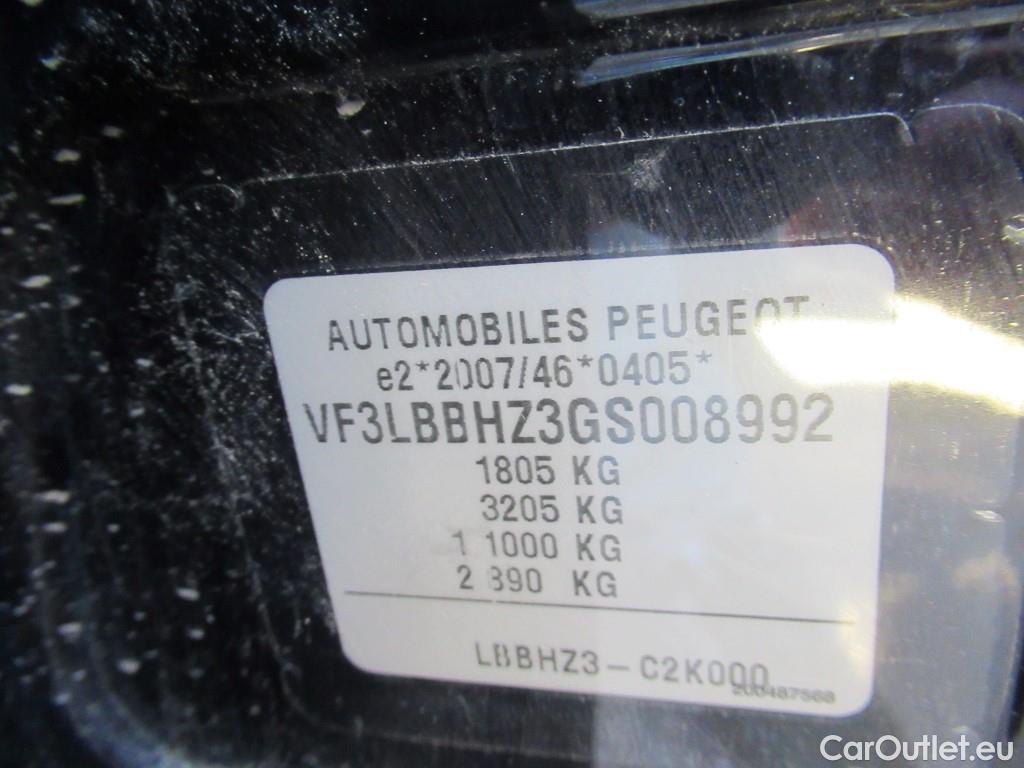 AUTOMOBILES PEUGEOT
e2*2007/46*0405*
VF3LBBHZ3GS008992
1805 KG
3205 KG
1 1000 KG
2 890 KG
LBBHZ3-C2K000
200487568
CarOutlet.eu